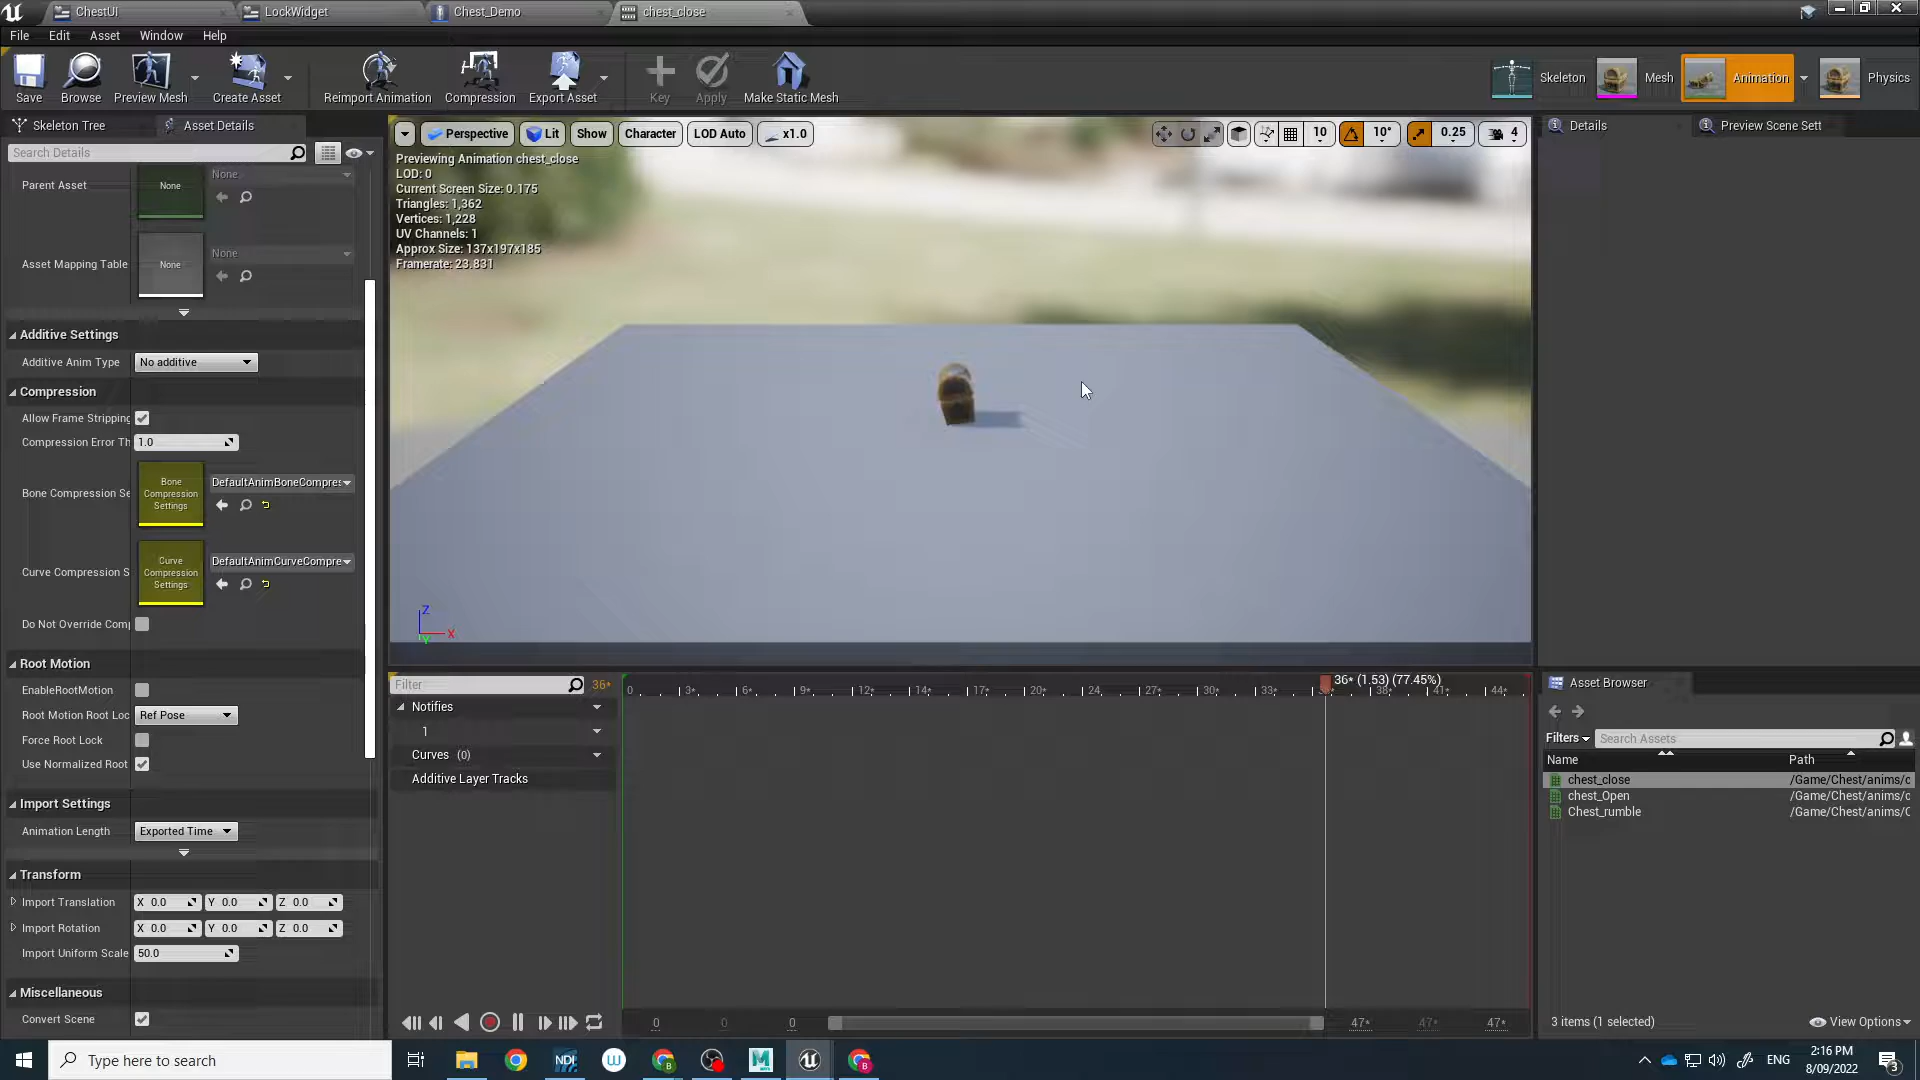 ChestUI
LockWidget
Chest_Demo
chest_close
File Edit Asset Window Help
Save
Browse
Preview Mesh
Create Asset
Reimport Animation
Compression
Export Asset
Key
Apply
Make Static Mesh
Skeleton
Mesh
Animation
Physics
Skeleton Tree
Asset Details
Search Details
Parent Asset
None
None
Asset Mapping Table
None
None
Additive Settings
Additive Anim Type No additive
Compression
Allow Frame Stripping
Compression Error Th 1.0
Bone Compression Se
Bone
Compression
Settings
DefaultAnimBoneCompres
Curve Compression S
Curve
Compression
Settings
DefaultAnimCurveCompre
Do Not Override Comp
Root Motion
EnableRootMotion
Root Motion Root Loc Ref Pose
Force Root Lock
Use Normalized Root
Import Settings
Animation Length Exported Time
Transform
Import Translation X 0.0 Y 0.0 Z 0.0
Import Rotation X 0.0 Y 0.0 Z 0.0
Import Uniform Scale 50.0
Miscellaneous
Convert Scene
Perspective Lit Show Character LOD Auto x1.0
10 10° 0.25 4
Previewing Animation chest_close
LOD: 0
Current Screen Size: 0.175
Triangles: 1,362
Vertices: 1,228
UV Channels: 1
Approx Size: 137x197x185
Framerate: 23.831
Z
X
Y
Filter 36*
0 3* 6* 9* 12* 14* 17* 20* 24 27* 30* 33* 38* 41* 44*
36* (1.53) (77.45%)
Notifies
1
Curves (0)
Additive Layer Tracks
0 0 0 47* 47* 47*
Details
Preview Scene Sett
Asset Browser
Filters Search Assets
Name Path
chest_close /Game/Chest/anims/c
chest_Open /Game/Chest/anims/c
Chest_rumble /Game/Chest/anims/C
3 items (1 selected)
View Options
Type here to search
NDI
ENG
2:16 PM
8/09/2022
3